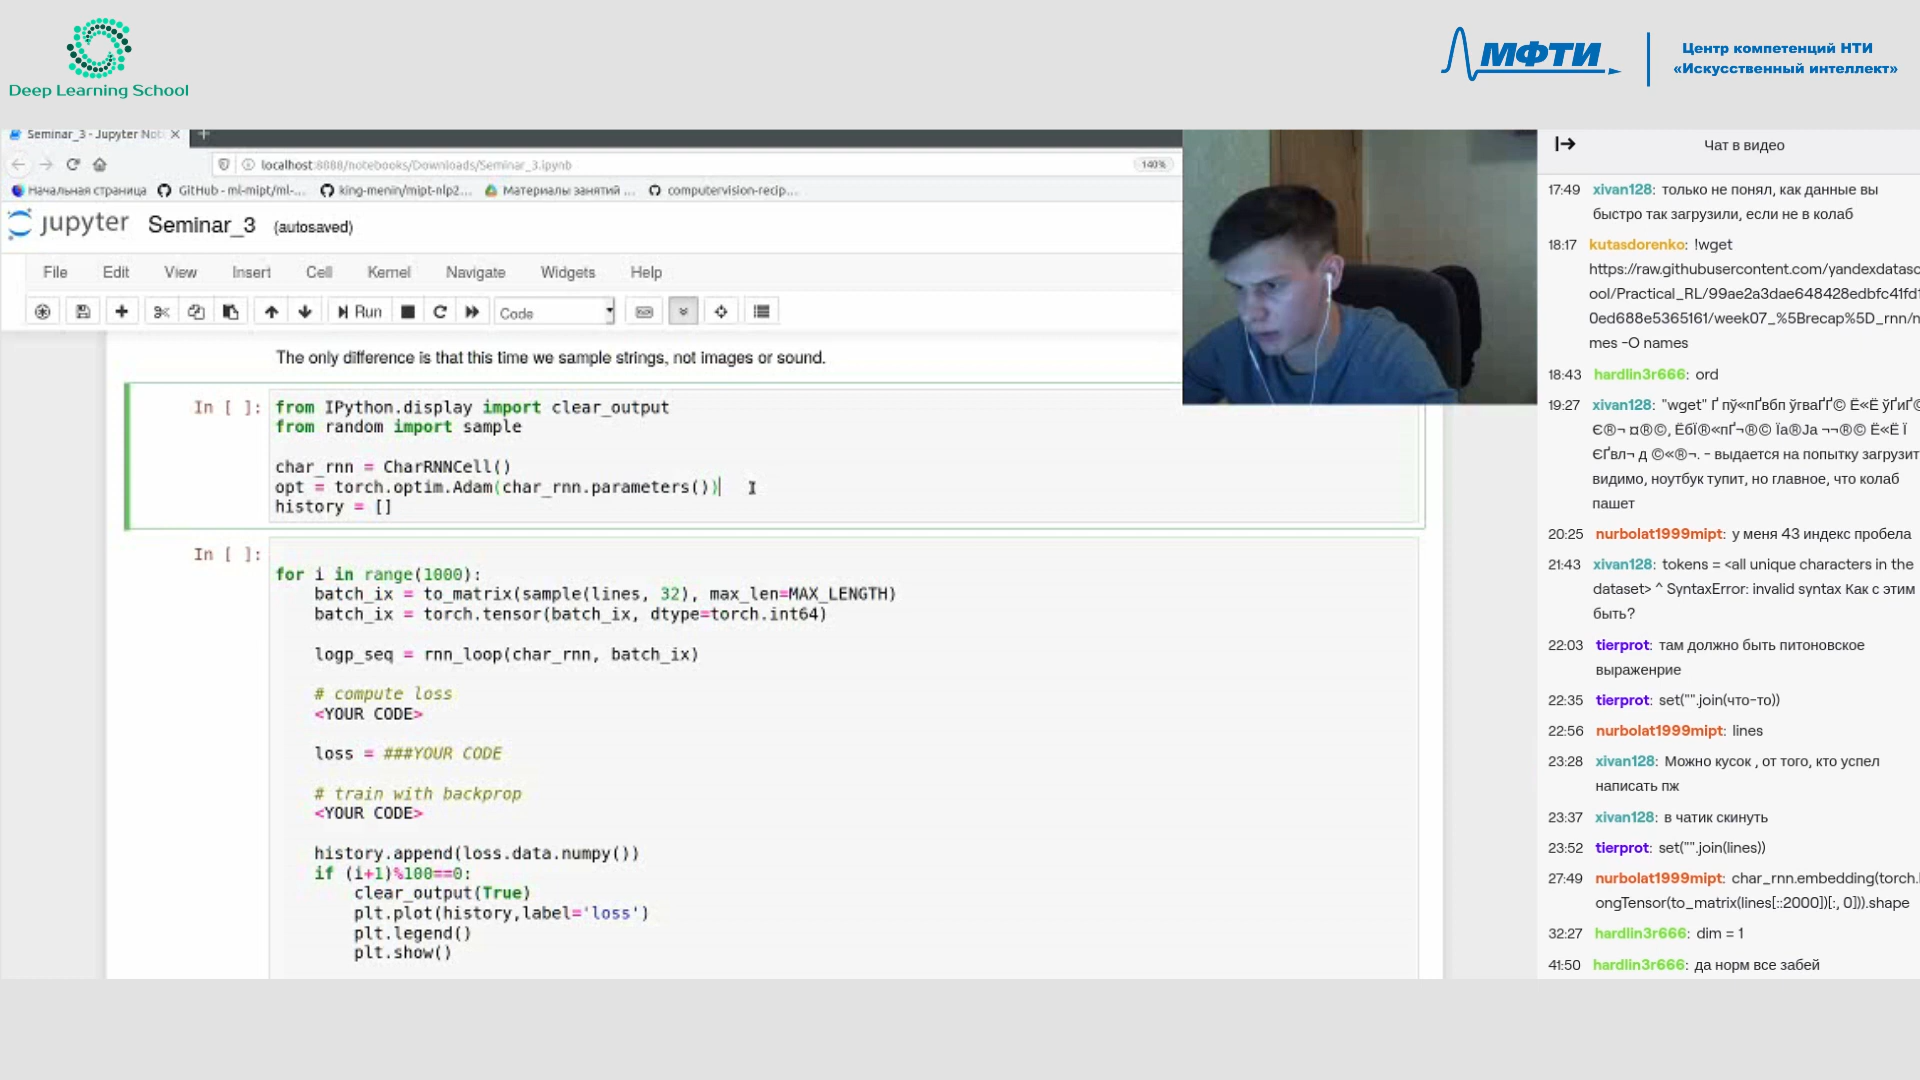 Deep Learning School
МФТИ
Центр компетенций НТИ
«Искусственный интеллект»
Seminar_3 - Jupyter Not
localhost:8888/notebooks/Downloads/Seminar_3.ipynb
140%
Начальная страница
GitHub - ml-mipt/ml-...
king-menin/mipt-nlp2...
Материалы занятий ...
computervision-recip...
jupyter Seminar_3 (autosaved)
File Edit View Insert Cell Kernel Navigate Widgets Help
Run
Code
The only difference is that this time we sample strings, not images or sound.
In [ ]:
from IPython.display import clear_output
from random import sample
char_rnn = CharRNNCell()
opt = torch.optim.Adam(char_rnn.parameters())
history = []
In [ ]:
for i in range(1000):
batch_ix = to_matrix(sample(lines, 32), max_len=MAX_LENGTH)
batch_ix = torch.tensor(batch_ix, dtype=torch.int64)
logp_seq = rnn_loop(char_rnn, batch_ix)
# compute loss
<YOUR CODE>
loss = ###YOUR CODE
# train with backprop
<YOUR CODE>
history.append(loss.data.numpy())
if (i+1)%100==0:
clear_output(True)
plt.plot(history,label='loss')
plt.legend()
plt.show()
Чат в видео
17:49 xivan128: только не понял, как данные вы
быстро так загрузили, если не в колаб
18:17 kutasdorenko: !wget
https://raw.githubusercontent.com/yandexdatasc
ool/Practical_RL/99ae2a3dae648428edbfc41fd1
0ed688e5365161/week07_%5Brecap%5D_rnn/n
mes -O names
18:43 hardlin3r666: ord
19:27 xivan128: "wget"
- выдается на попытку загрузит
видимо, ноутбук тупит, но главное, что колаб
пашет
20:25 nurbolat1999mipt: у меня 43 индекс пробела
21:43 xivan128: tokens = <all unique characters in the
dataset> ^ SyntaxError: invalid syntax Как с этим
быть?
22:03 tierprot: там должно быть питоновское
выраженрие
22:35 tierprot: set("".join(что-то))
22:56 nurbolat1999mipt: lines
23:28 xivan128: Можно кусок , от того, кто успел
написать пж
23:37 xivan128: в чатик скинуть
23:52 tierprot: set("".join(lines))
27:49 nurbolat1999mipt: char_rnn.embedding(torch.
ongTensor(to_matrix(lines[::2000])[:, 0])).shape
32:27 hardlin3r666: dim = 1
41:50 hardlin3r666: да норм все забей